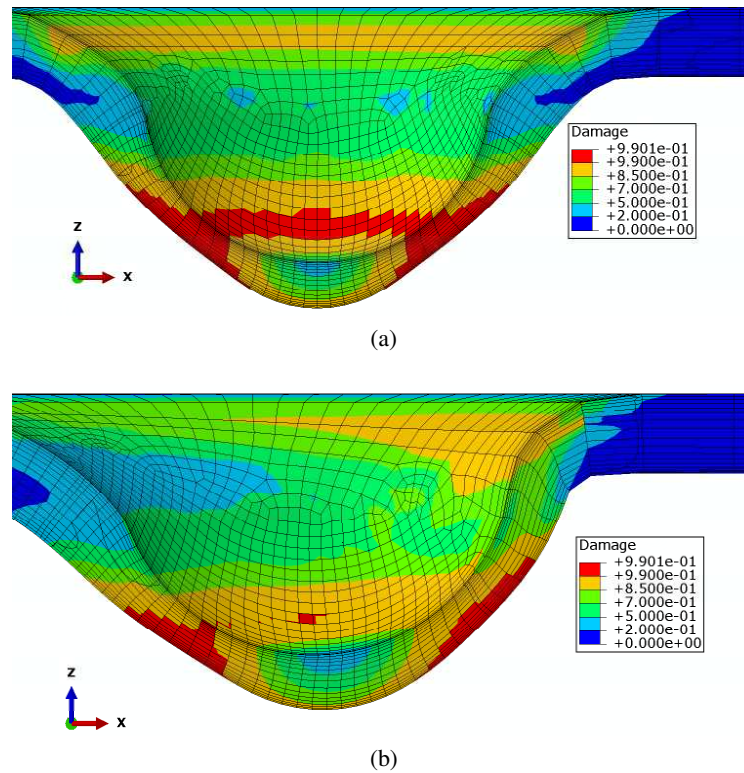 Damage
+9.901e-01
+9.900e-01
+8.500e-01
+7.000e-01
+5.000e-01
+2.000e-01
+0.000e+00
z
x
(a)
Damage
+9.901e-01
+9.900e-01
+8.500e-01
+7.000e-01
+5.000e-01
+2.000e-01
+0.000e+00
z
x
(b)